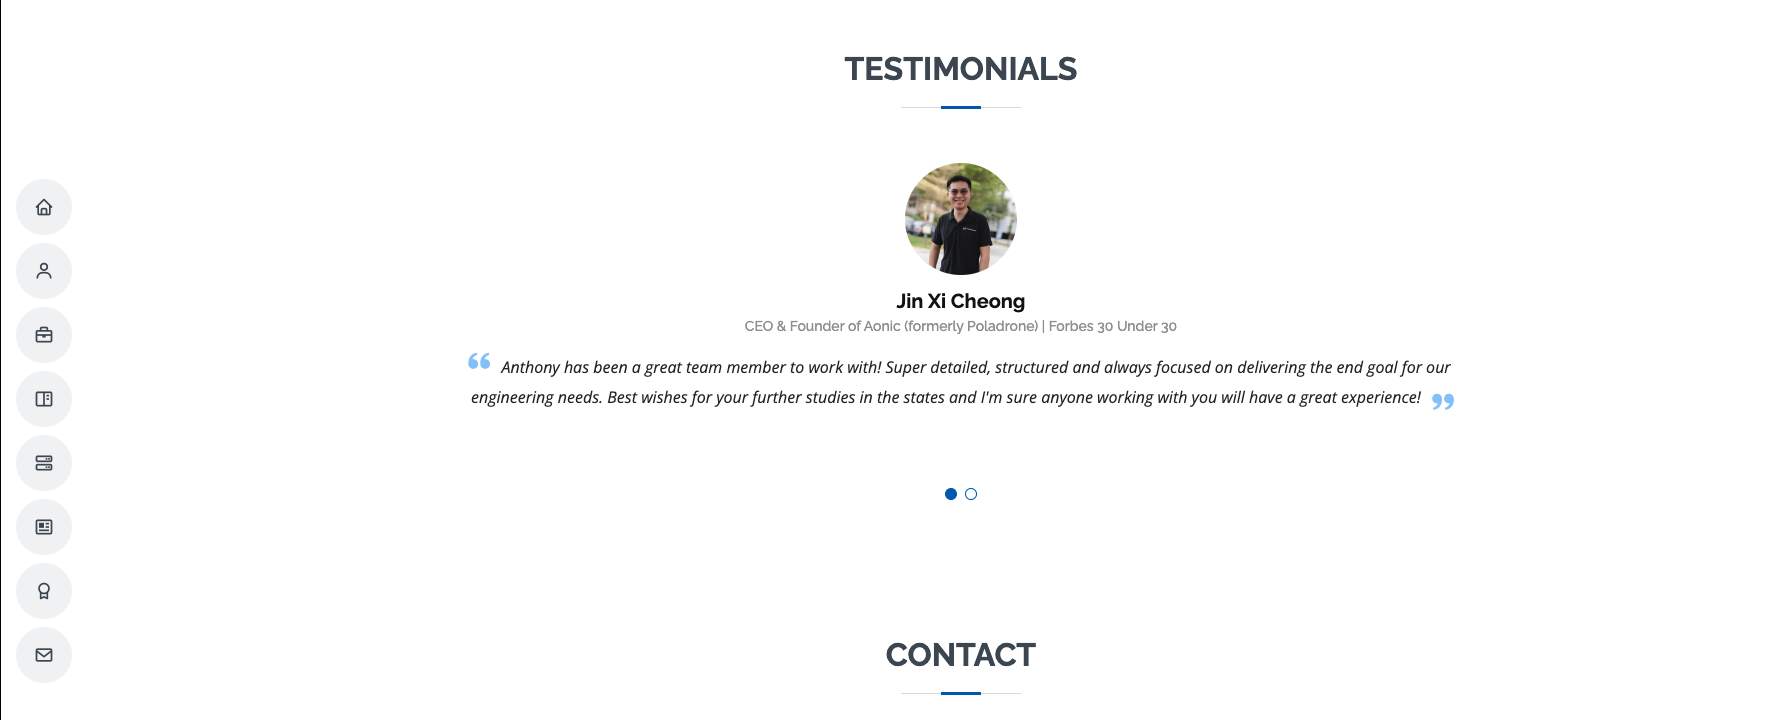 TESTIMONIALS
Jin Xi Cheong
CEO & Founder of Aonic (formerly Poladrone) | Forbes 30 Under 30
Anthony has been a great team member to work with! Super detailed, structured and always focused on delivering the end goal for our
engineering needs. Best wishes for your further studies in the states and I'm sure anyone working with you will have a great experience!
CONTACT